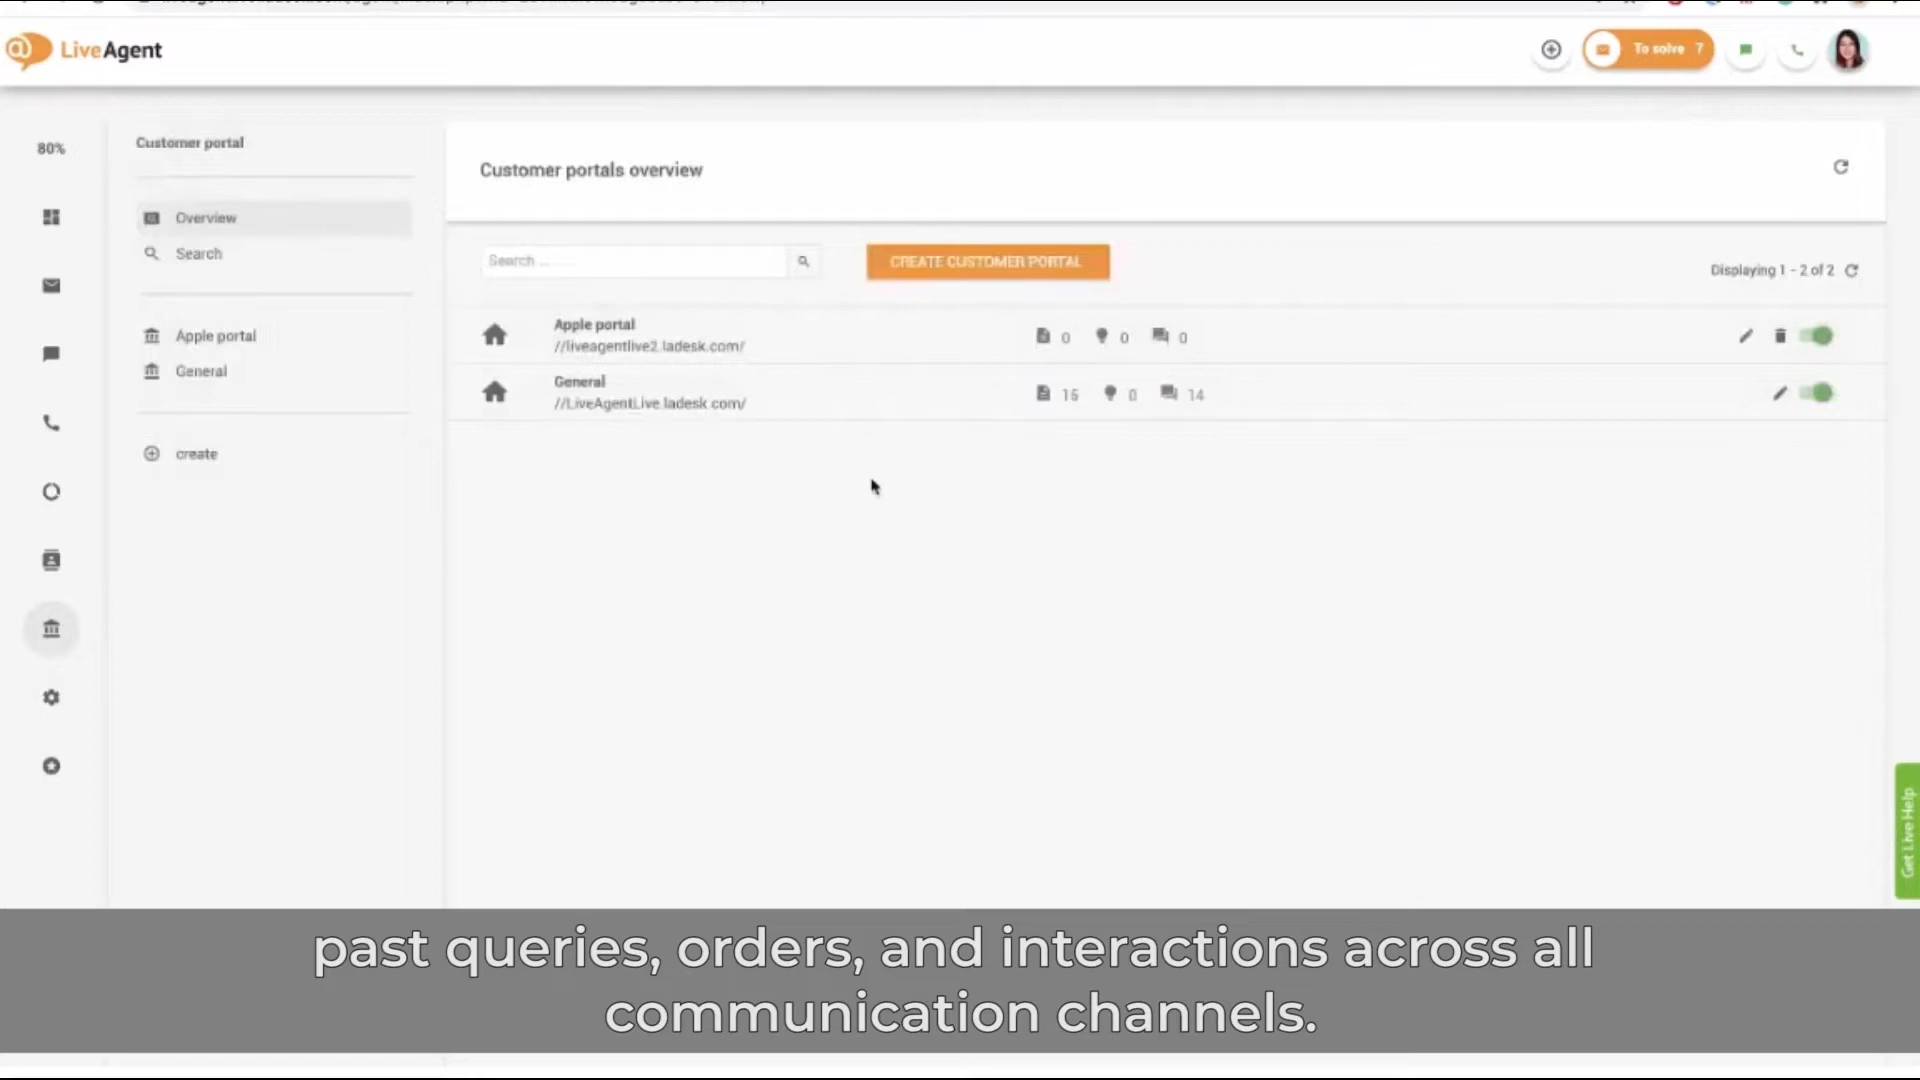 LiveAgent
To solve 7
80%
Customer portal
Overview
Search
Apple portal
General
create
Customer portals overview
Search ...
CREATE CUSTOMER PORTAL
Displaying 1 - 2 of 2
Apple portal
//liveagentlive2.ladesk.com/
0 0 0
General
//LiveAgentLive.ladesk.com/
15 0 14
Get Live Help
past queries, orders, and interactions across all
communication channels.